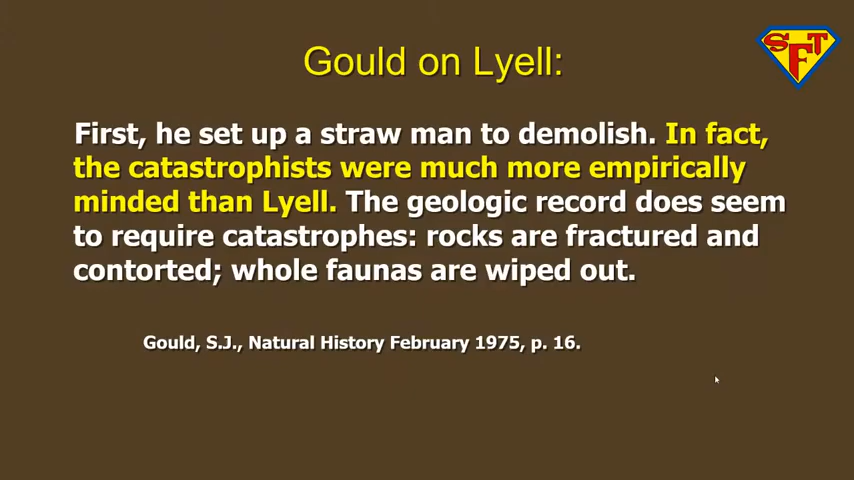 Gould on Lyell:
SFT
First, he set up a straw man to demolish. In fact,
the catastrophists were much more empirically
minded than Lyell. The geologic record does seem
to require catastrophes: rocks are fractured and
contorted; whole faunas are wiped out.
Gould, S.J., Natural History February 1975, p. 16.